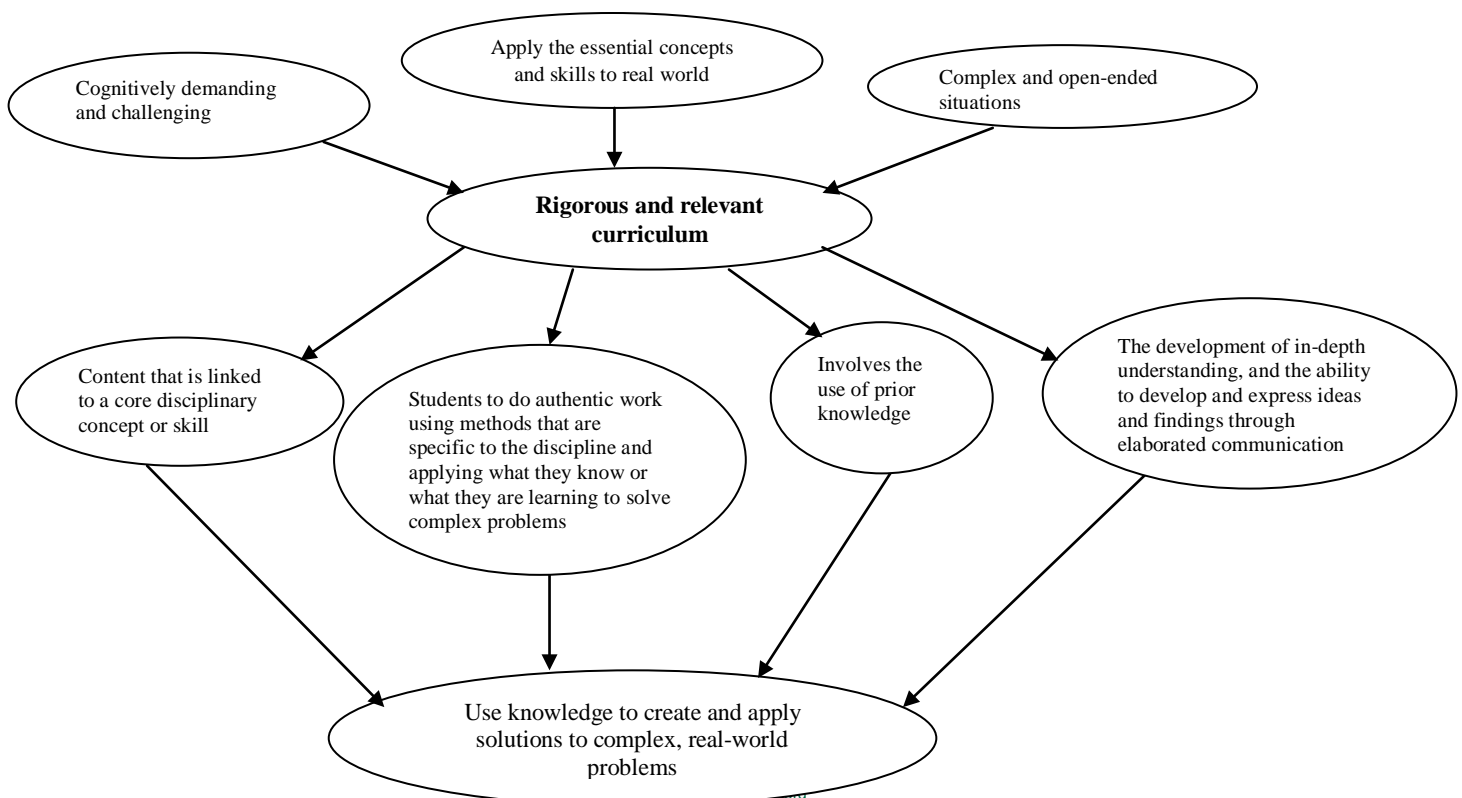 Cognitively demanding
and challenging
Apply the essential concepts
and skills to real world
Complex and open-ended
situations
Rigorous and relevant
curriculum
Content that is linked
to a core disciplinary
concept or skill
Students to do authentic work
using methods that are
specific to the discipline and
applying what they know or
what they are learning to solve
complex problems
Involves the
use of prior
knowledge
The development of in-depth
understanding, and the ability
to develop and express ideas
and findings through
elaborated communication
Use knowledge to create and apply
solutions to complex, real-world
problems